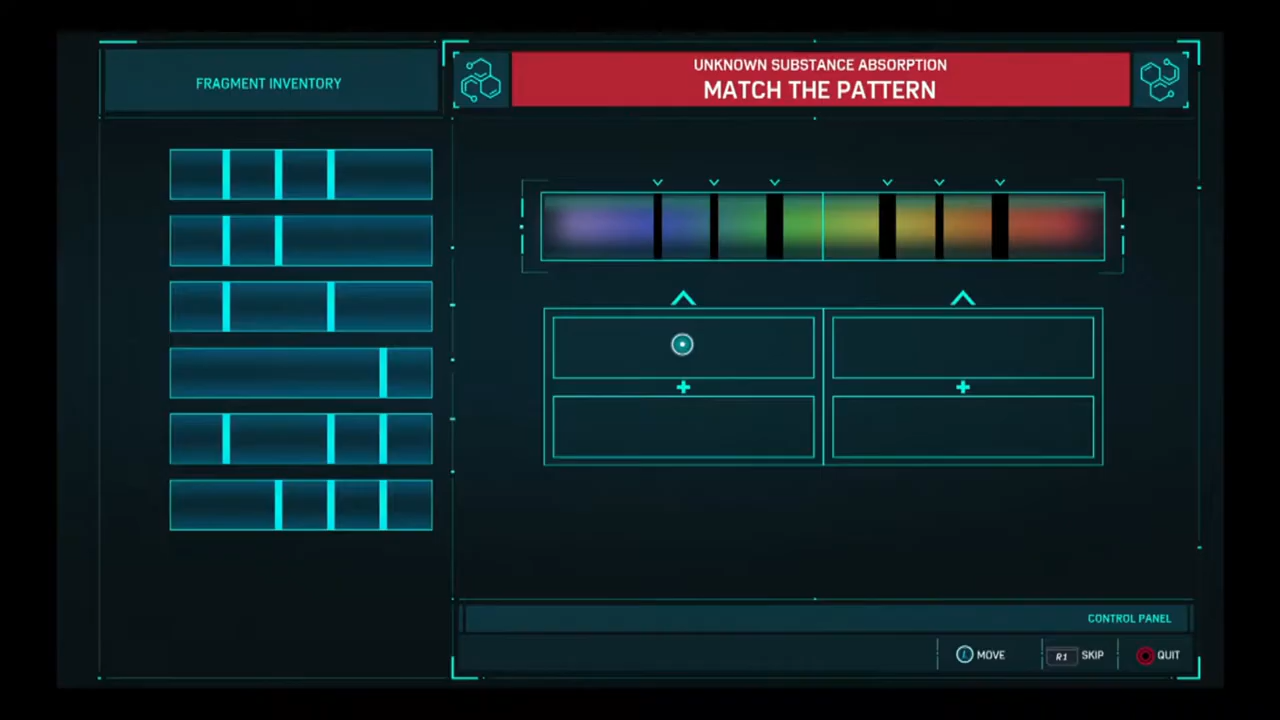 FRAGMENT INVENTORY
UNKNOWN SUBSTANCE ABSORPTION
MATCH THE PATTERN
CONTROL PANEL
L MOVE
R1 SKIP
QUIT